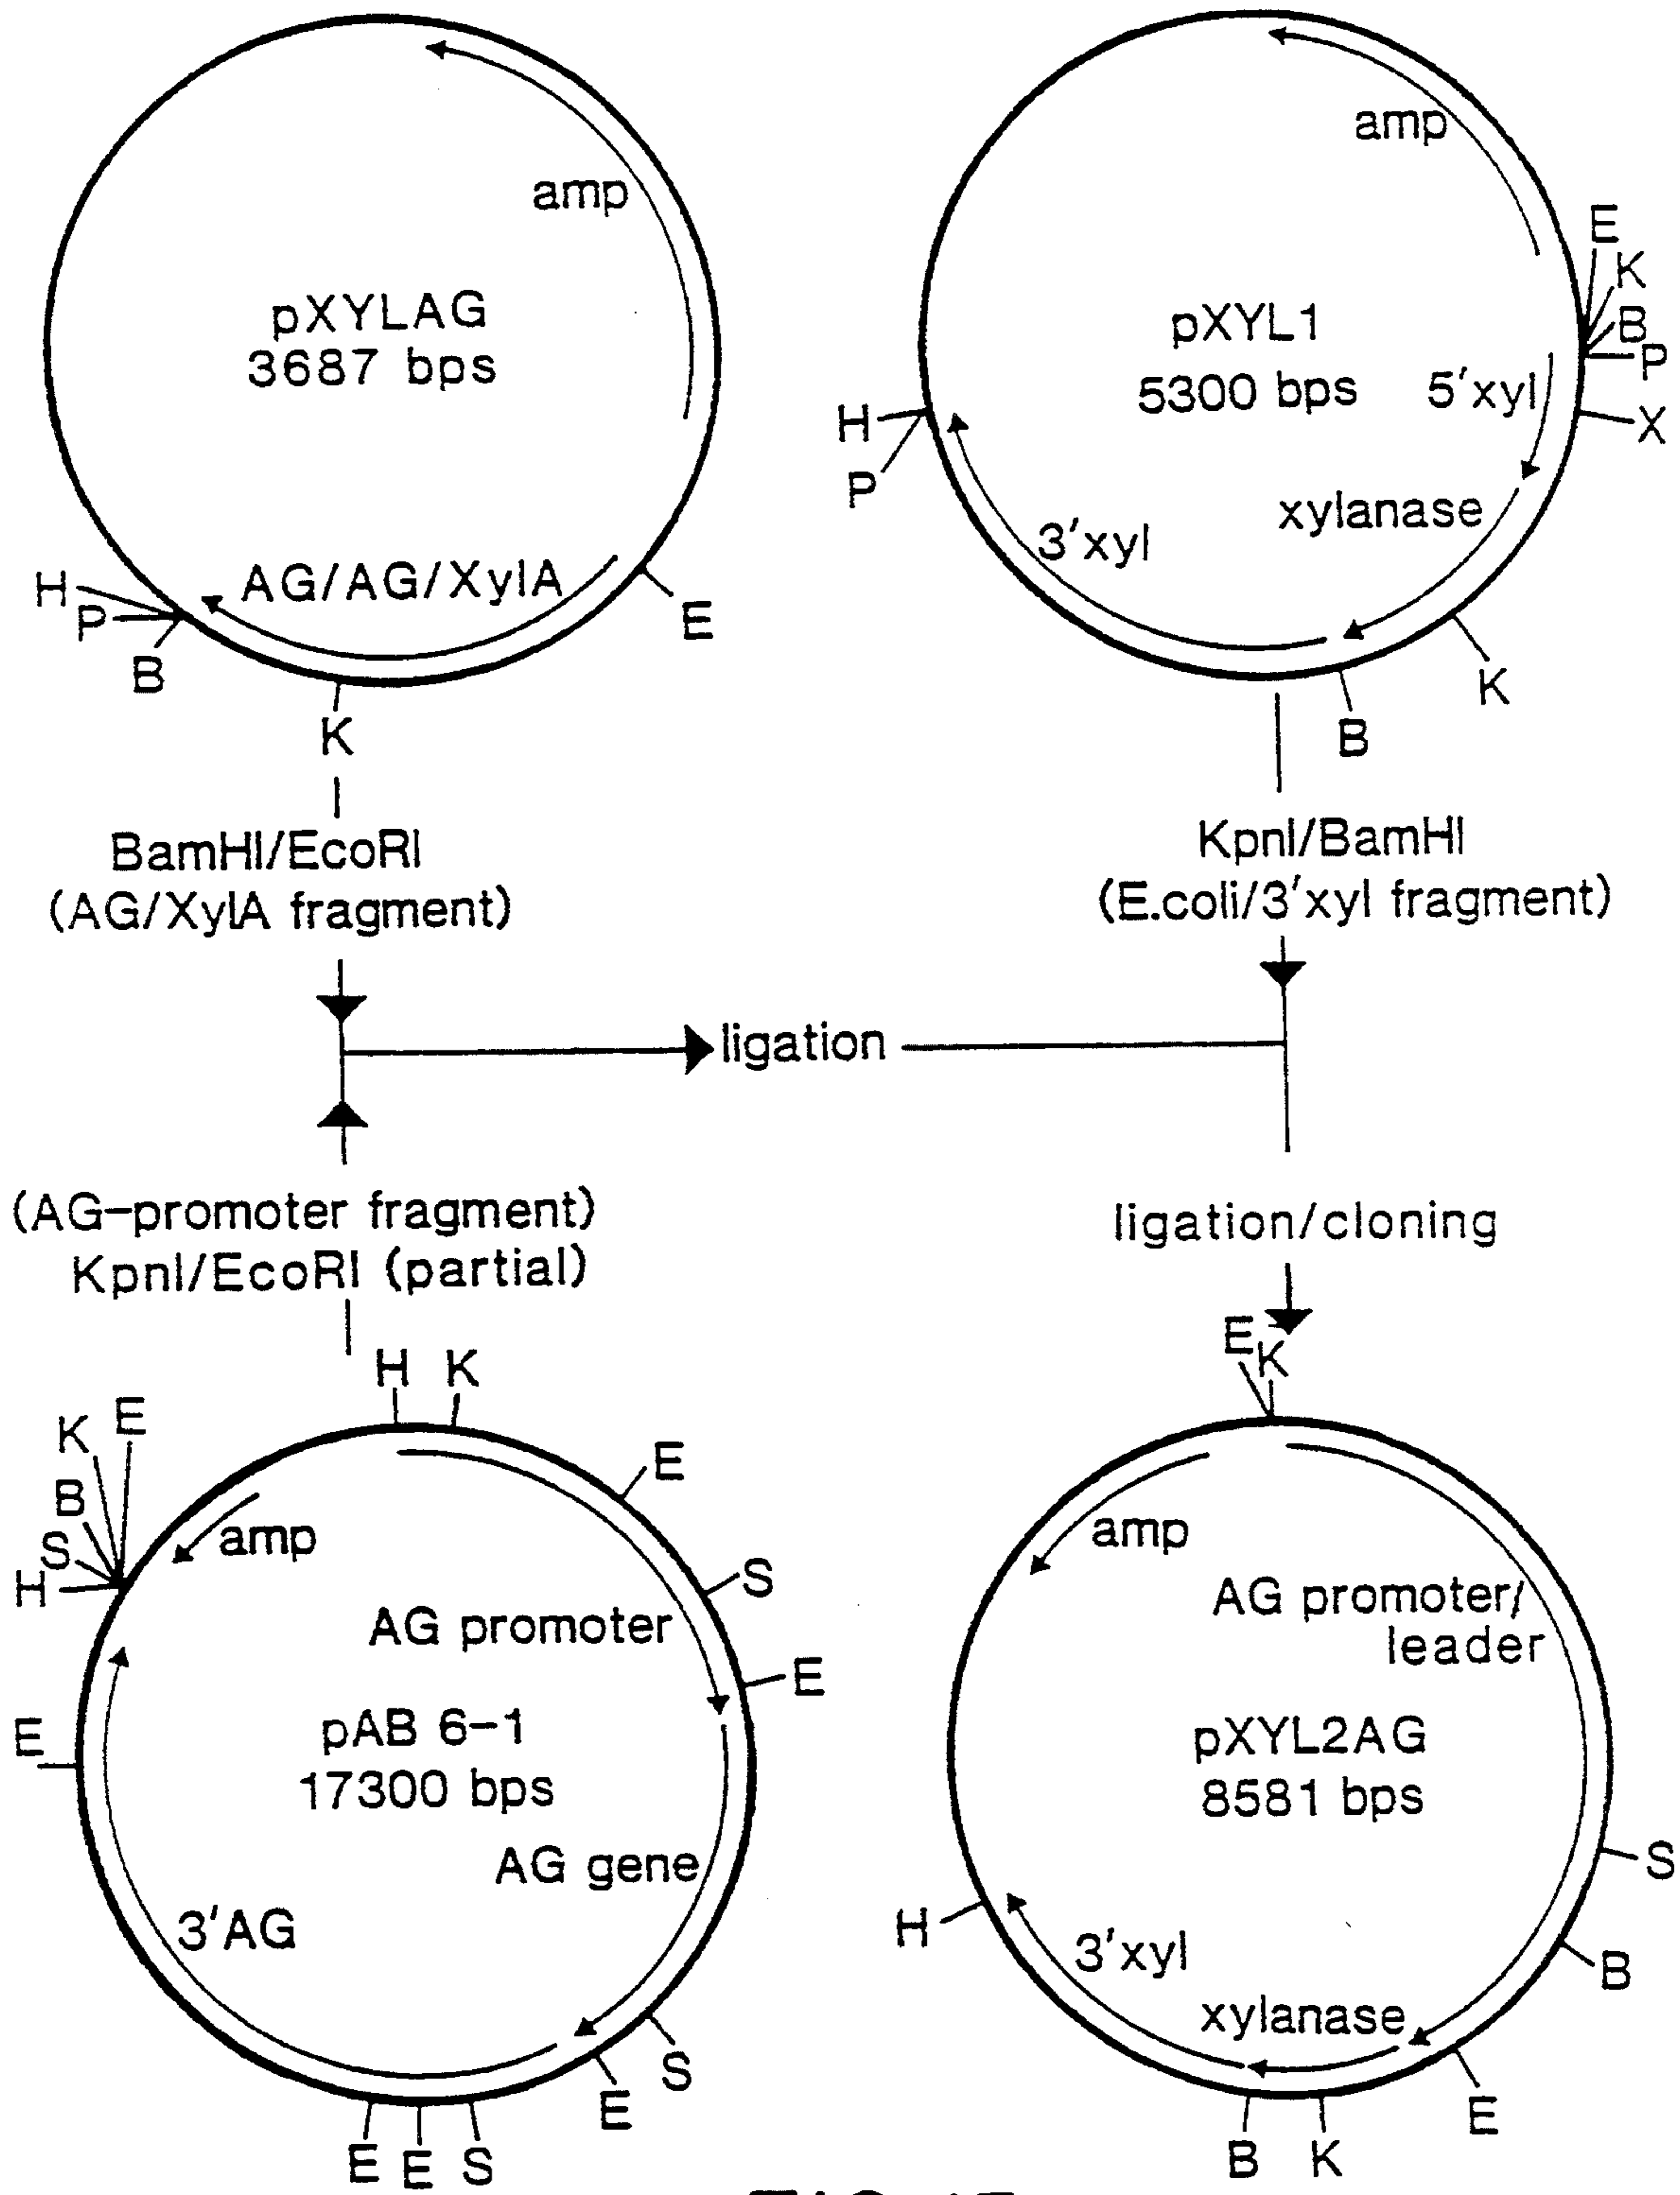 amp
pXYLAG
3687 bps
AG/AG/XylA
H
P
B
K
E
amp
pXYL1
5300 bps
5'xyl
xylanase
3'xyl
E
K
B
P
X
K
B
H
P
BamHI/EcoRI
(AG/XylA fragment)
KpnI/BamHI
(E.coli/3'xyl fragment)
ligation
(AG-promoter fragment)
KpnI/EcoRI (partial)
ligation/cloning
H
K
E
K
B
S
H
E
E
S
E
S
E
S
E
E
amp
AG promoter
pAB 6-1
17300 bps
AG gene
3'AG
E
K
amp
AG promoter/
leader
pXYL2AG
8581 bps
S
B
E
K
B
H
3'xyl
xylanase